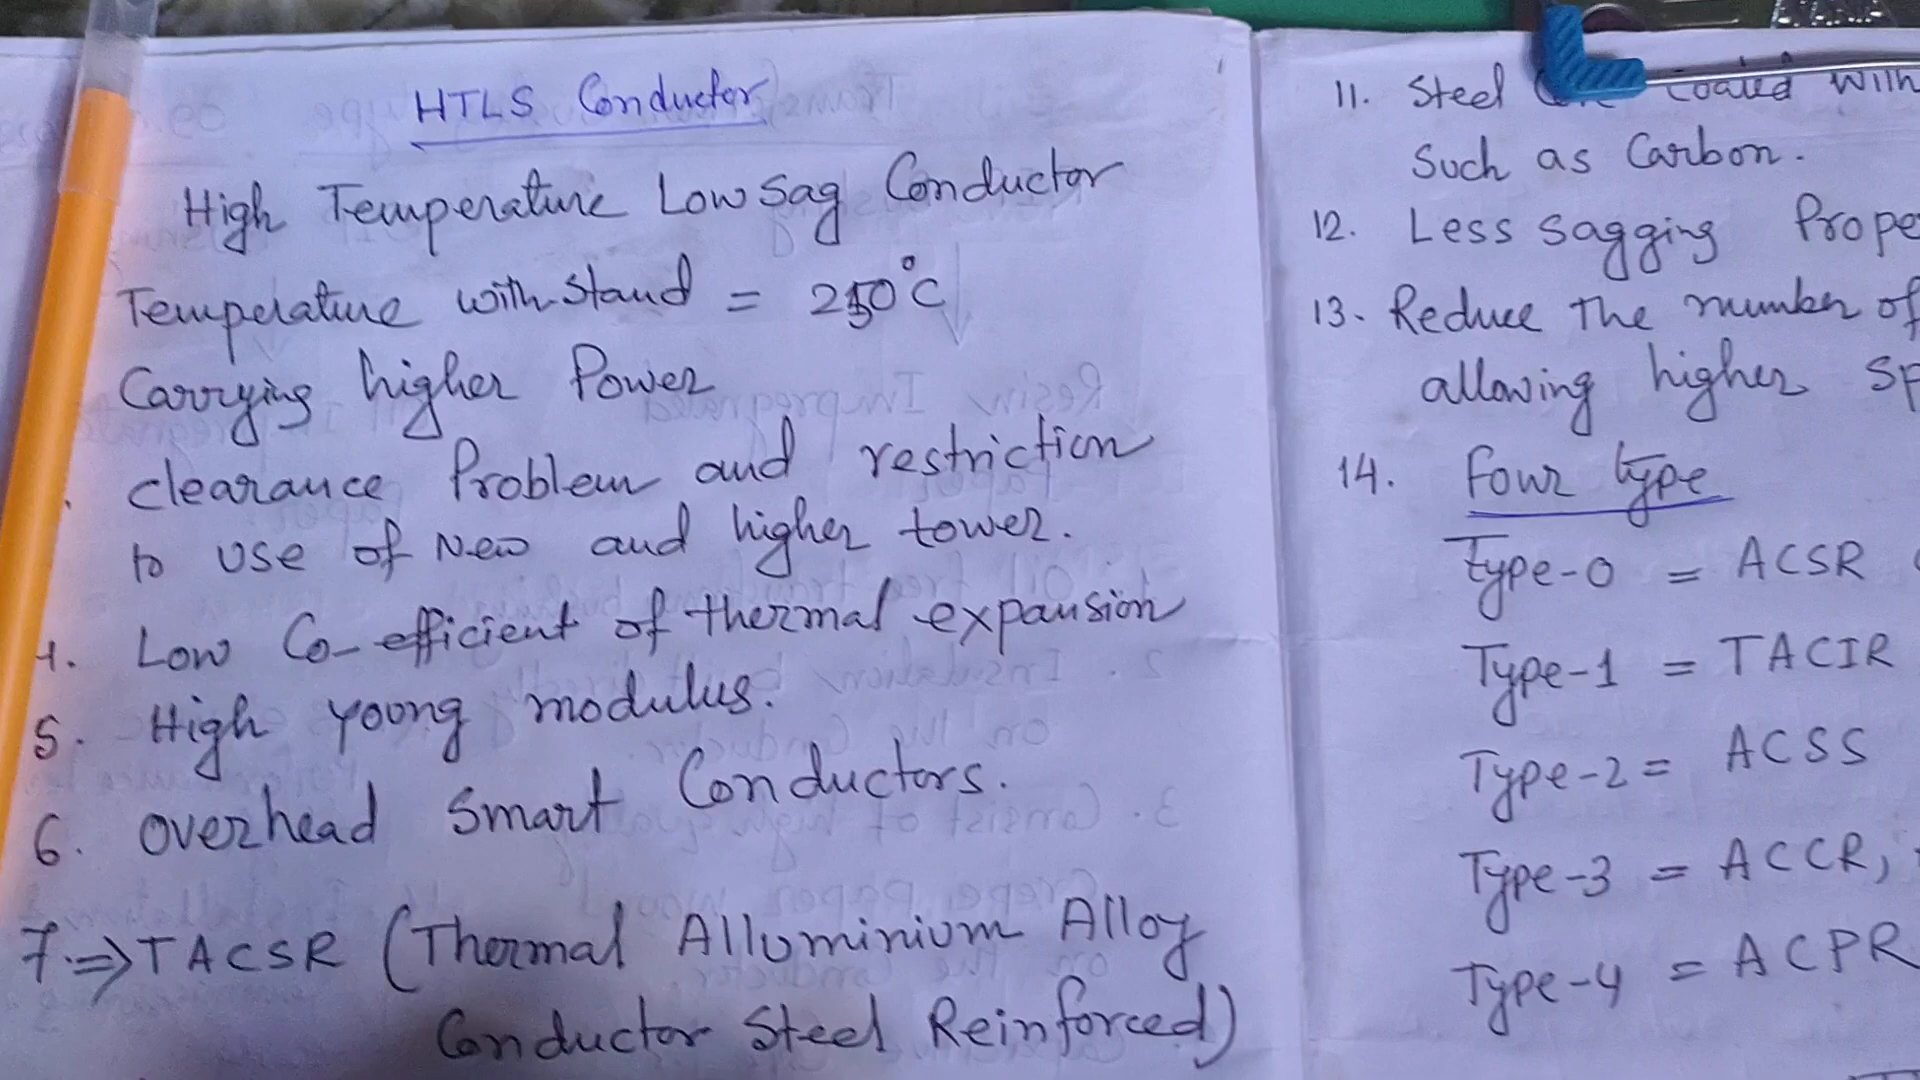 HTLS Conductor
High Temperature Low Sag Conductor
Temperature withstand = 250°C
Carrying higher Power
. clearance Problem and restriction
to use of New and higher tower.
4. Low Co-efficient of thermal expansion
5. High yoong modulus.
6. overhead Smart Conductors.
7.⇒ TACSR (Thermal Alluminium Alloy
Conductor Steel Reinforced)
11. Steel coated with
Such as Carbon.
12. Less sagging
13. Reduce The number of
allowing higher
14. Four type
Type-0 = ACSR
Type-1 = TACIR
Type-2 = ACSS
Type-3 = ACCR,
Type-4 = ACPR